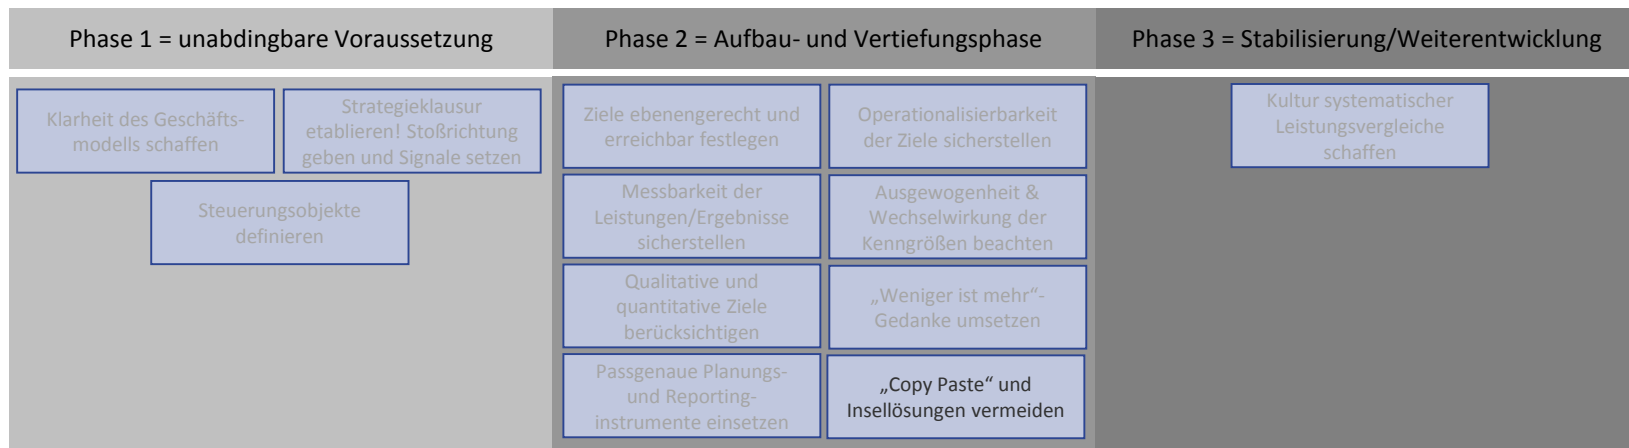 Phase 1 = unabdingbare Voraussetzung
Phase 2 = Aufbau- und Vertiefungsphase
Phase 3 = Stabilisierung/Weiterentwicklung
Klarheit des Geschäfts-
modells schaffen
Strategieklausur
etablieren! Stoßrichtung
geben und Signale setzen
Steuerungsobjekte
definieren
Ziele ebenengerecht und
erreichbar festlegen
Operationalisierbarkeit
der Ziele sicherstellen
Messbarkeit der
Leistungen/Ergebnisse
sicherstellen
Ausgewogenheit &
Wechselwirkung der
Kenngrößen beachten
Qualitative und
quantitative Ziele
berücksichtigen
„Weniger ist mehr“-
Gedanke umsetzen
Passgenaue Planungs-
und Reporting-
instrumente einsetzen
„Copy Paste“ und
Insellösungen vermeiden
Kultur systematischer
Leistungsvergleiche
schaffen